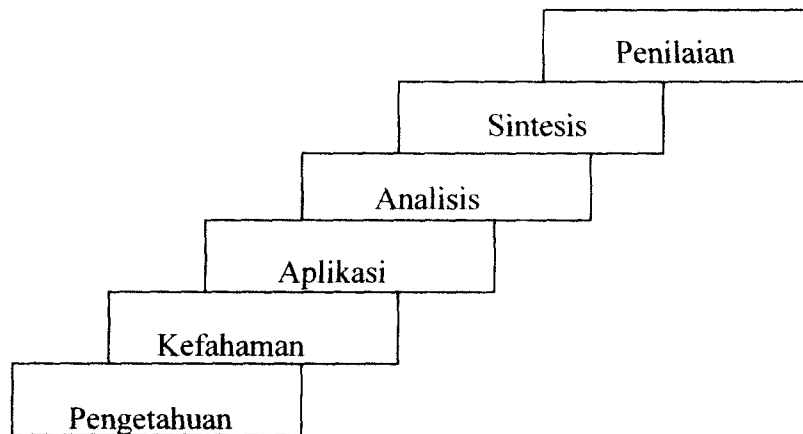 Penilaian
Sintesis
Analisis
Aplikasi
Kefahaman
Pengetahuan